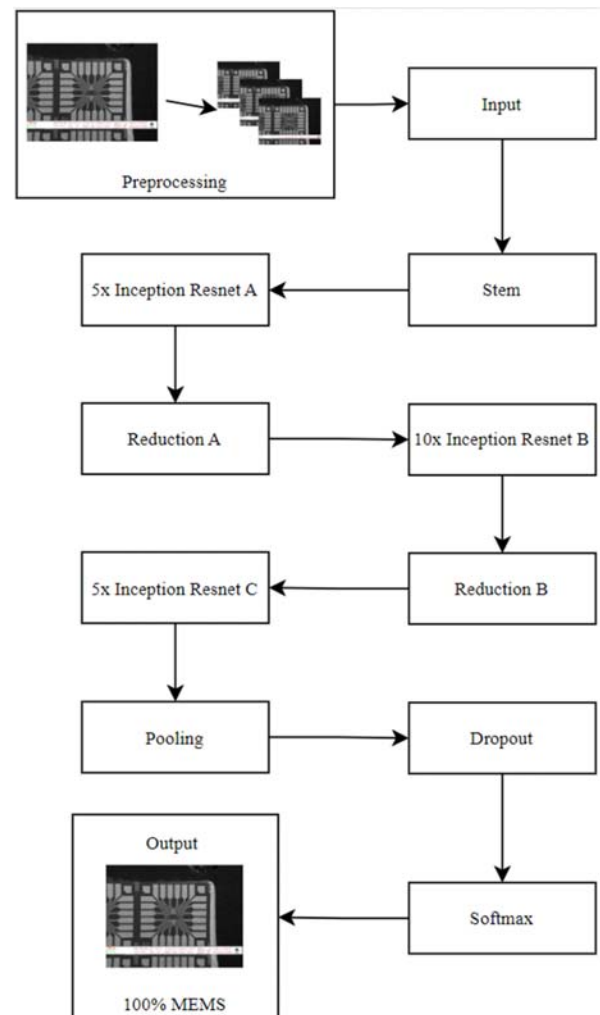 Preprocessing
Input
Stem
5x Inception Resnet A
Reduction A
10x Inception Resnet B
Reduction B
5x Inception Resnet C
Pooling
Dropout
Softmax
Output
100% MEMS